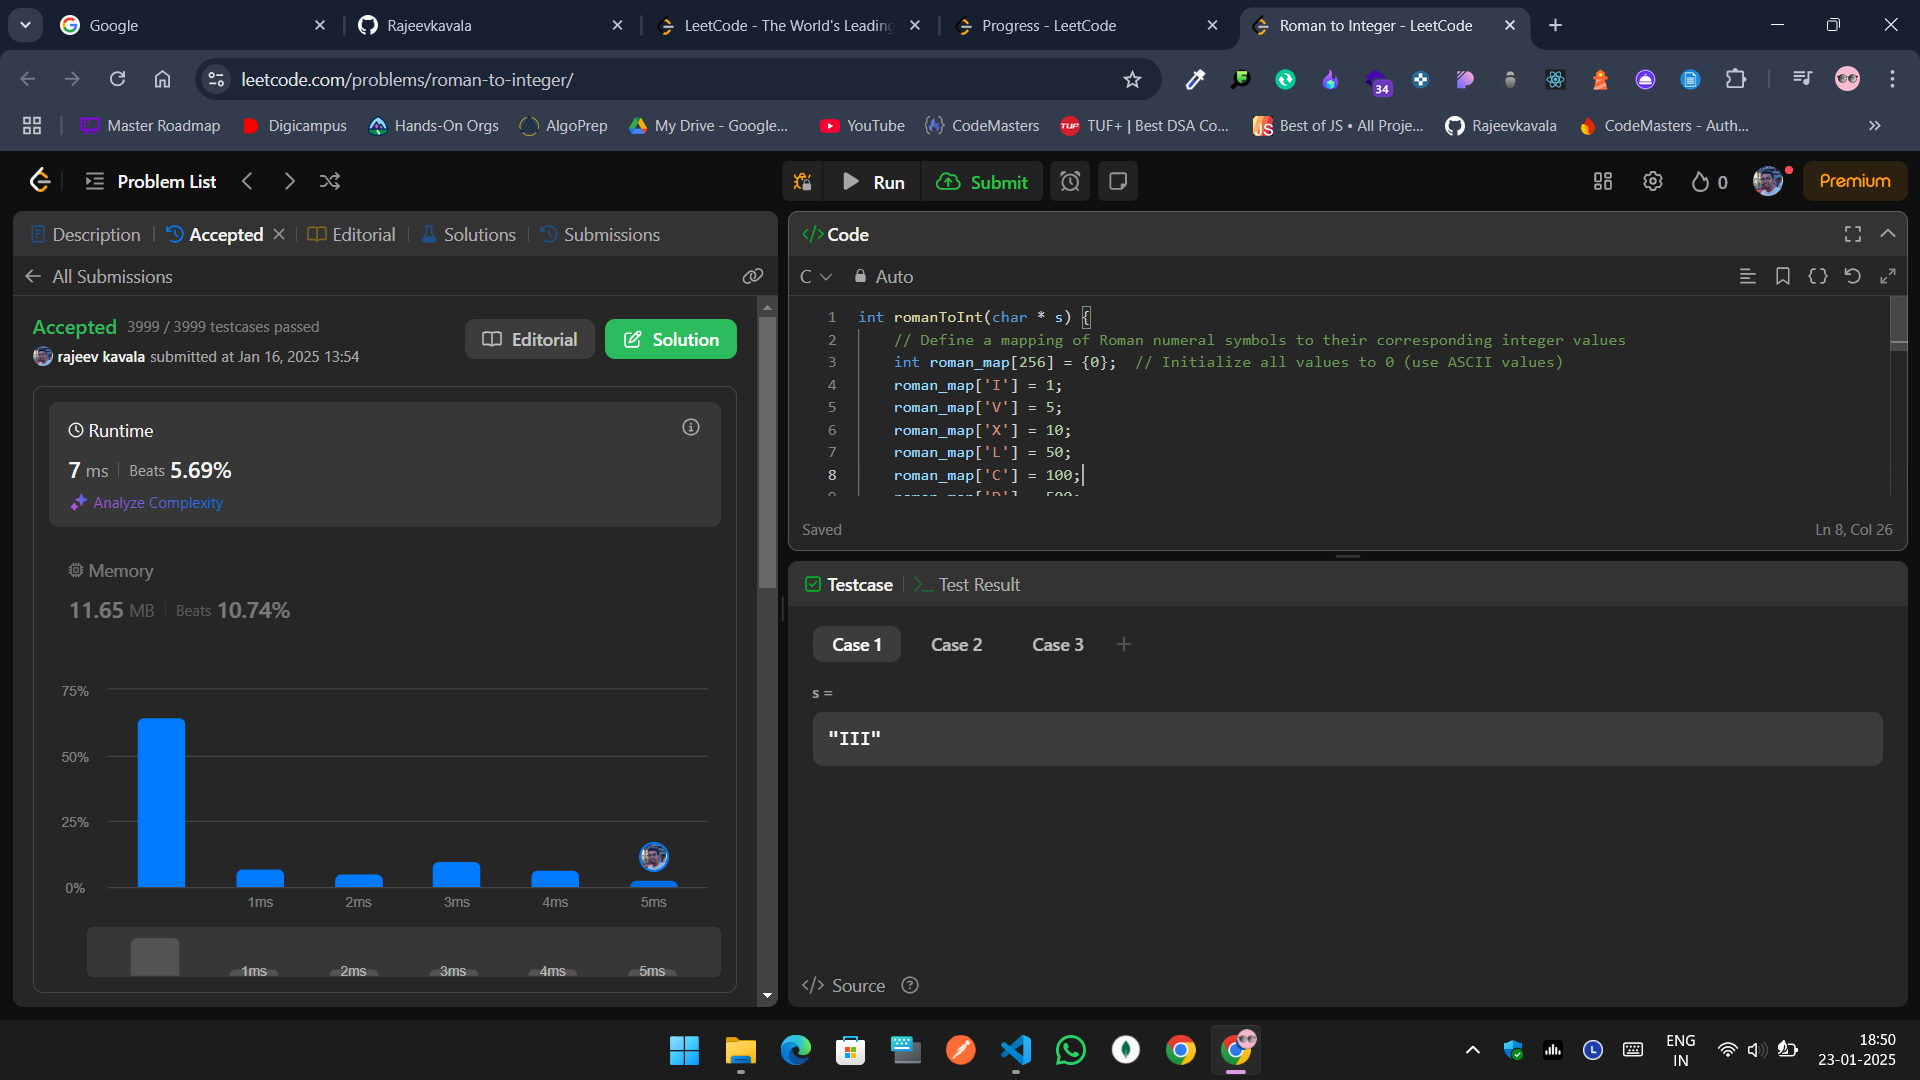 Google
Rajeevkavala
LeetCode - The World's Leading
Progress - LeetCode
Roman to Integer - LeetCode
leetcode.com/problems/roman-to-integer/
34
Master Roadmap
Digicampus
Hands-On Orgs
AlgoPrep
My Drive - Google...
YouTube
CodeMasters
TUF+ | Best DSA Co...
Best of JS • All Proje...
Rajeevkavala
CodeMasters - Auth...
Problem List
Run
Submit
0
Premium
Description
Accepted
Editorial
Solutions
Submissions
All Submissions
Accepted 3999 / 3999 testcases passed
rajeev kavala submitted at Jan 16, 2025 13:54
Editorial
Solution
Runtime
7 ms | Beats 5.69%
Analyze Complexity
Memory
11.65 MB | Beats 10.74%
75%
50%
25%
0%
1ms 2ms 3ms 4ms 5ms
1ms 2ms 3ms 4ms 5ms
</> Code
C
Auto
1 int romanToInt(char * s) {
2 // Define a mapping of Roman numeral symbols to their corresponding integer values
3 int roman_map[256] = {0};  // Initialize all values to 0 (use ASCII values)
4 roman_map['I'] = 1;
5 roman_map['V'] = 5;
6 roman_map['X'] = 10;
7 roman_map['L'] = 50;
8 roman_map['C'] = 100;
9 roman_map['D'] = 500;
Saved
Ln 8, Col 26
Testcase
>_ Test Result
Case 1
Case 2
Case 3
+
s =
"III"
</> Source
ENG
IN
18:50
23-01-2025